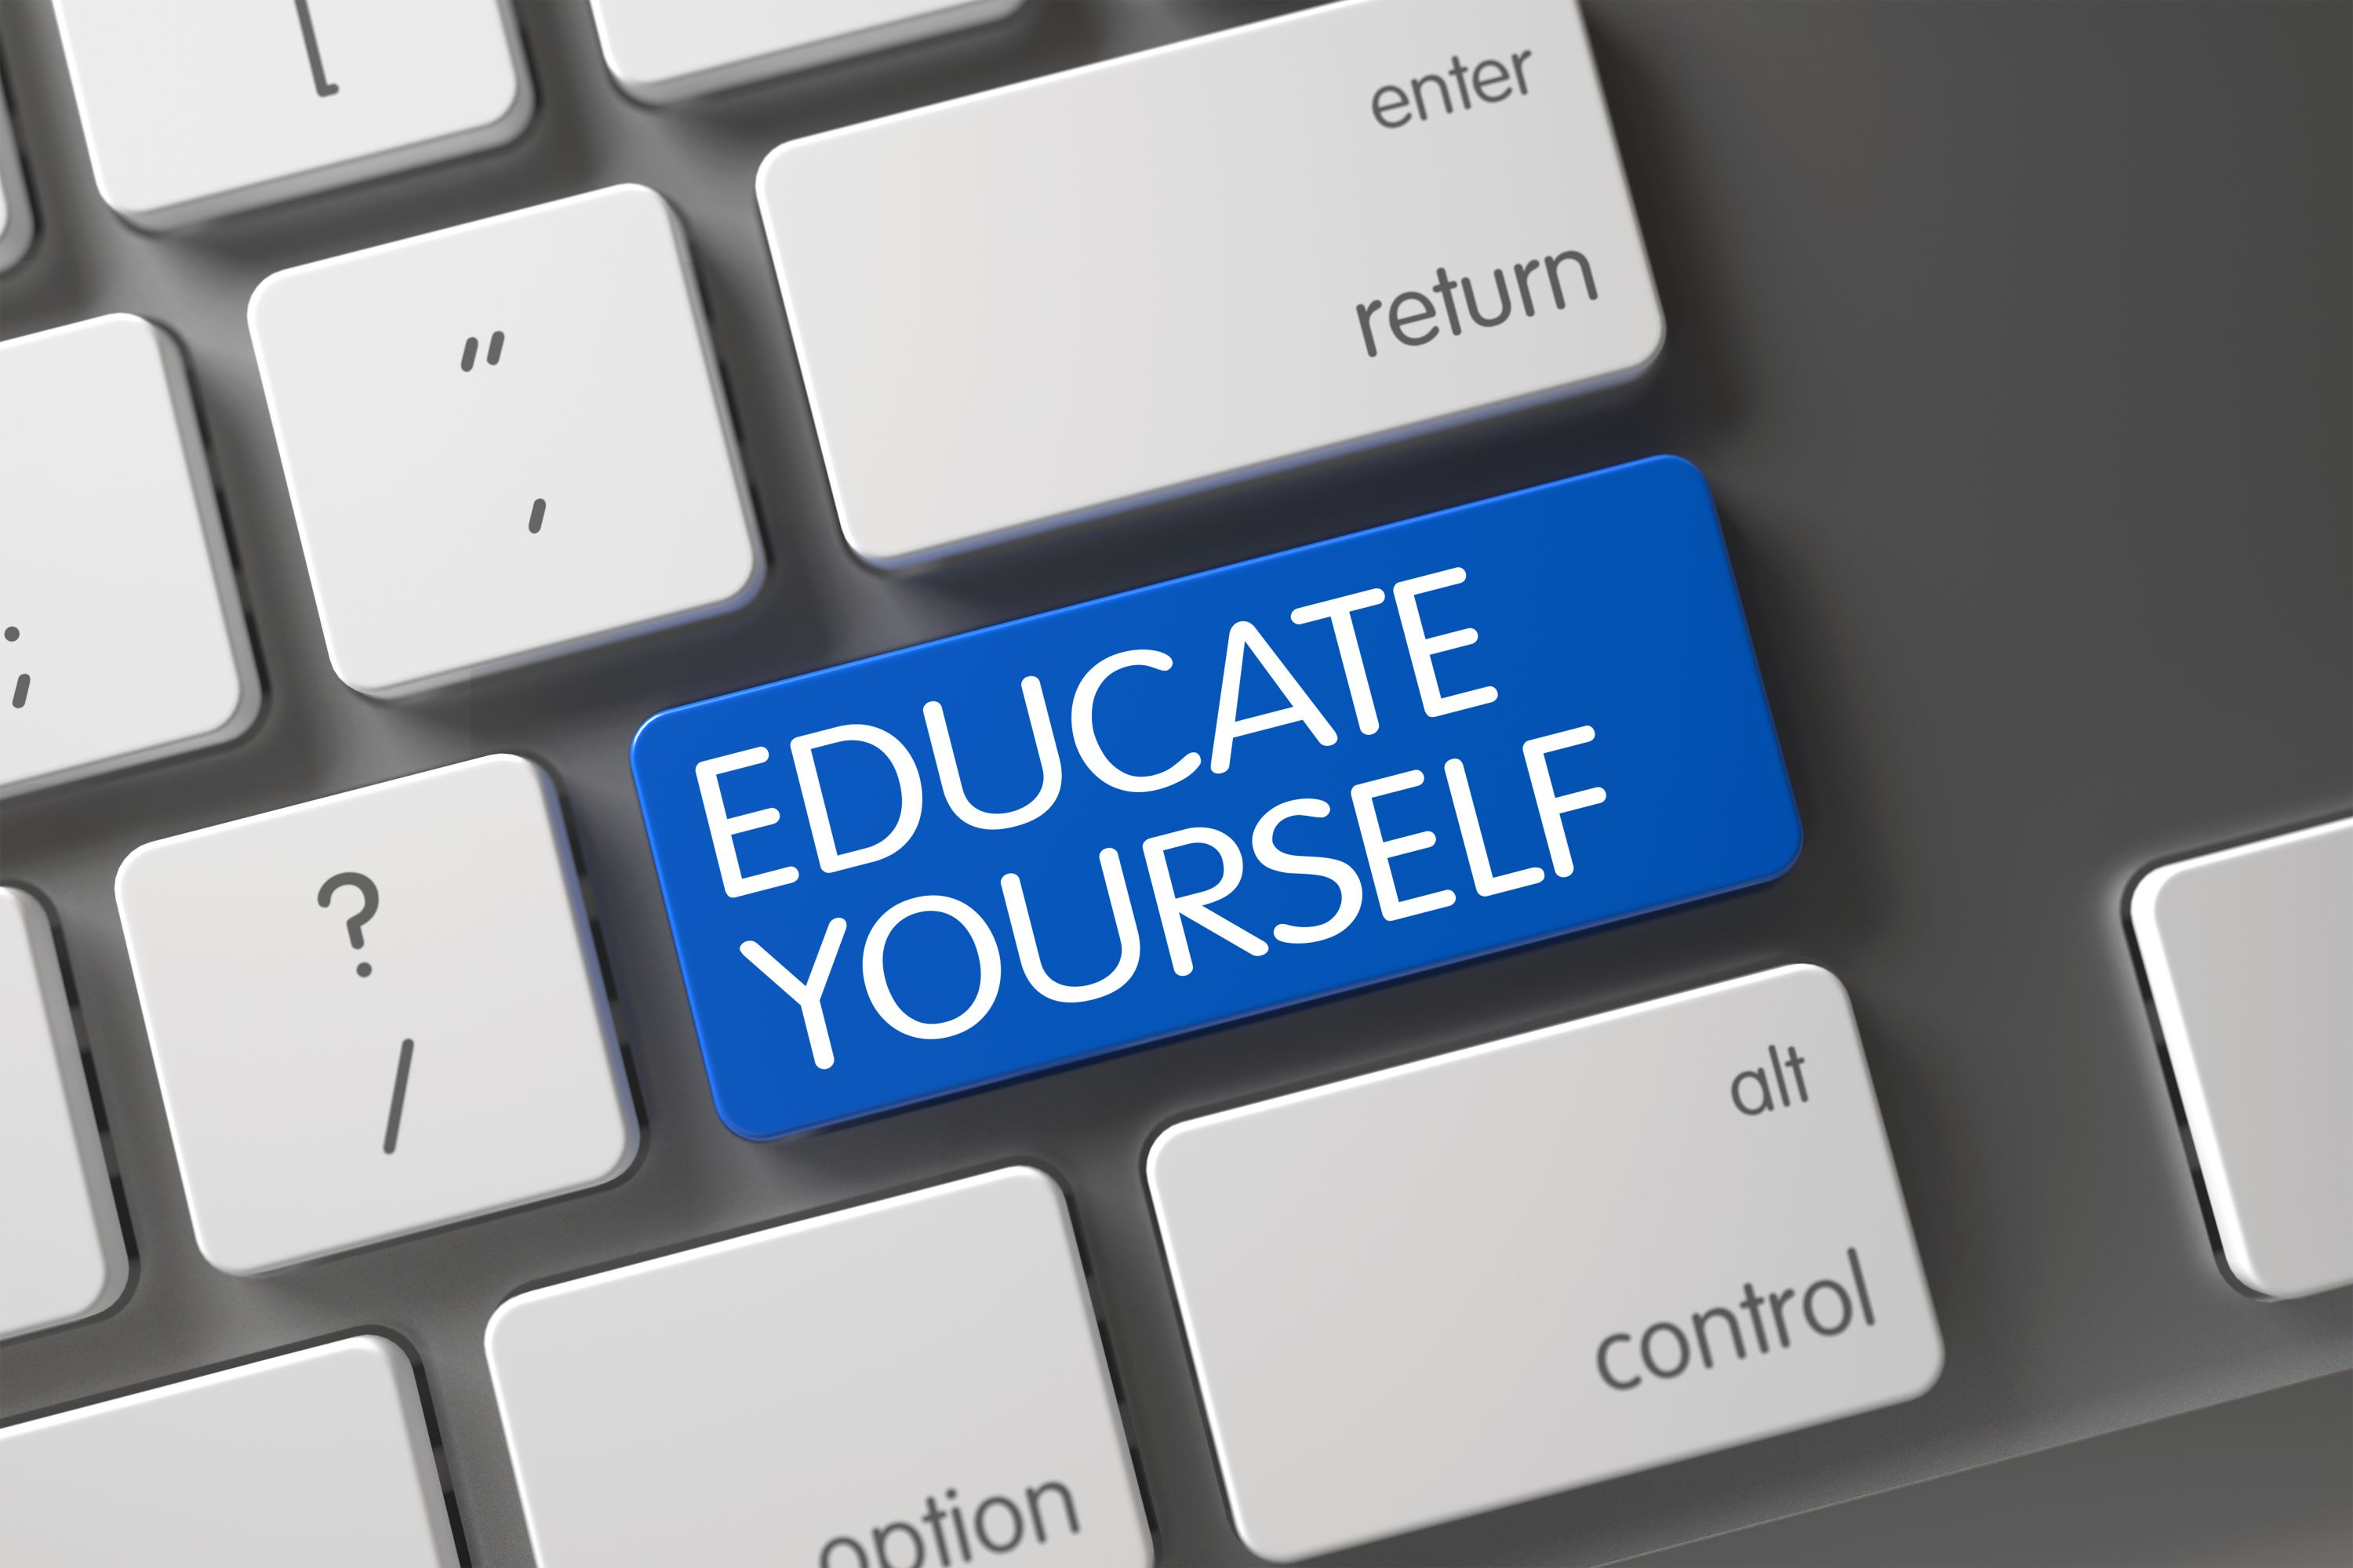 [
enter
return
"
'
;
EDUCATE
YOURSELF
?
/
alt
control
option